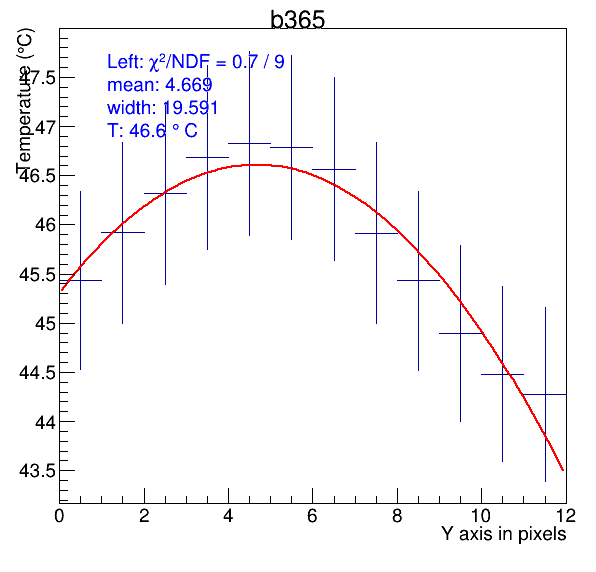 b365
Temperature (°C)
Left: χ²/NDF = 0.7 / 9
mean: 4.669
width: 19.591
T: 46.6 ° C
47.5
47
46.5
46
45.5
45
44.5
44
43.5
0 2 4 6 8 10 12
Y axis in pixels